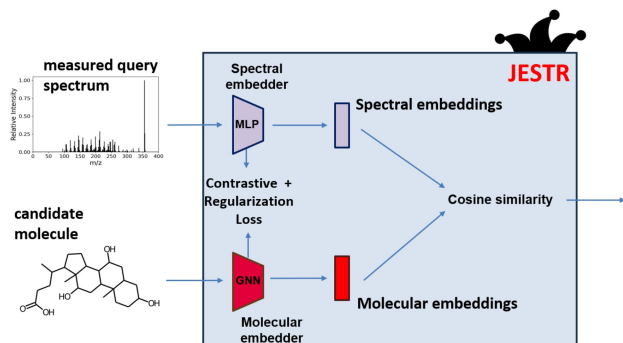 measured query
spectrum
Relative Intensity
1.00
0.75
0.50
0.25
0.00
0 50 100 150 200 250 300 350 400
m/z
candidate
molecule
OH
O
OH
HO
OH
JESTR
Spectral
embedder
MLP
Spectral embeddings
Contrastive +
Regularization
Loss
Cosine similarity
GNN
Molecular
embedder
Molecular embeddings